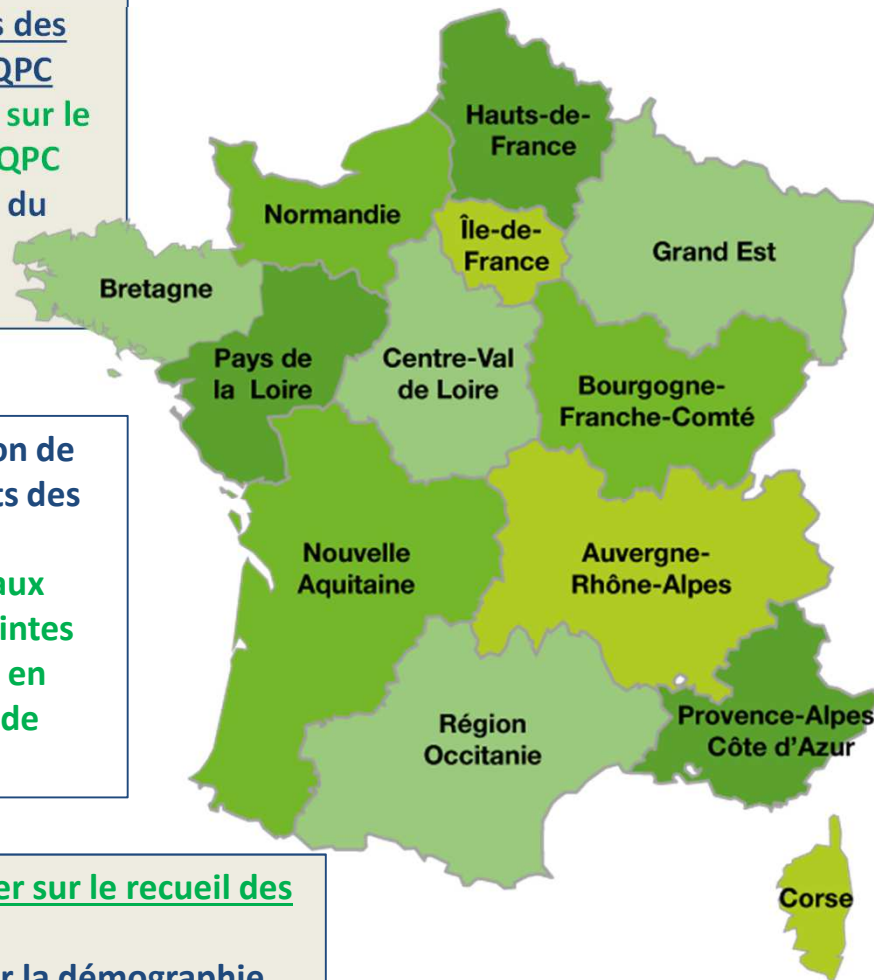 s des
QPC
sur le
QPC
du
on de
ts des
aux
intes
en
de
er sur le recueil des
r la démographie
Hauts-de-
France
Normandie
Île-de-
France
Grand Est
Bretagne
Pays de
la Loire
Centre-Val
de Loire
Bourgogne-
Franche-Comté
Nouvelle
Aquitaine
Auvergne-
Rhône-Alpes
Région
Occitanie
Provence-Alpes
Côte d'Azur
Corse